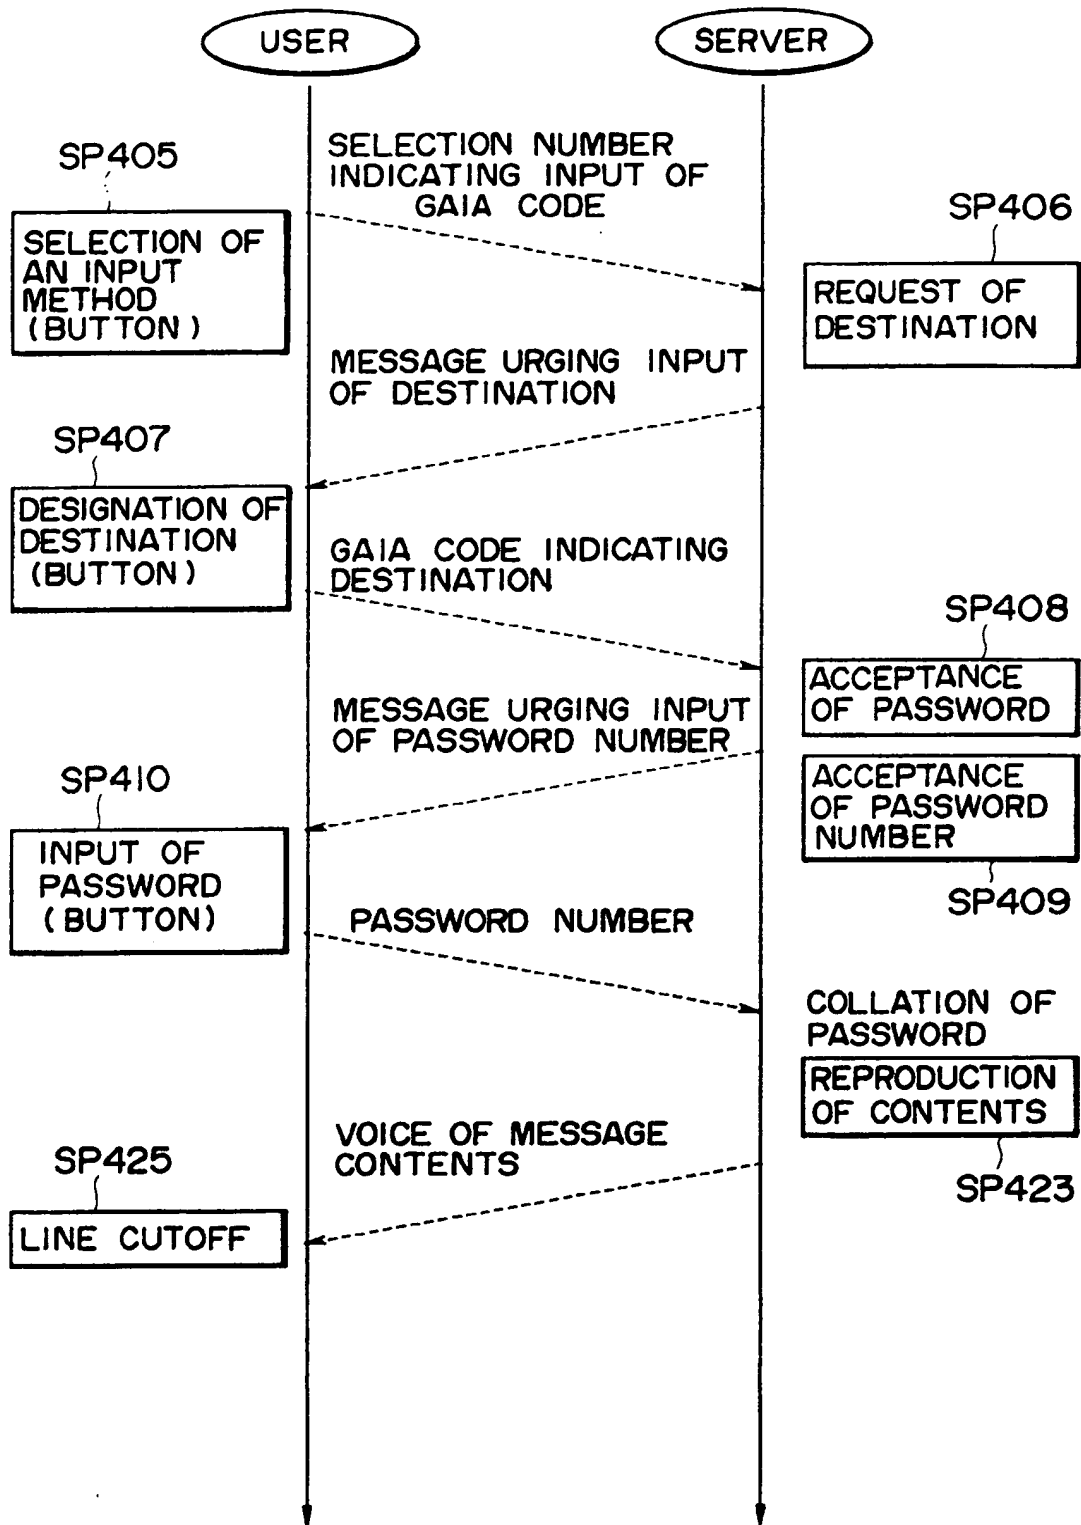 USER
SERVER
SP405
SELECTION NUMBER
INDICATING INPUT OF
GAIA CODE
SP406
SELECTION OF
AN INPUT
METHOD
(BUTTON)
REQUEST OF
DESTINATION
MESSAGE URGING INPUT
OF DESTINATION
SP407
DESIGNATION OF
DESTINATION
(BUTTON)
GAIA CODE INDICATING
DESTINATION
SP408
ACCEPTANCE
OF PASSWORD
MESSAGE URGING INPUT
OF PASSWORD NUMBER
SP410
ACCEPTANCE
OF PASSWORD
NUMBER
SP409
INPUT OF
PASSWORD
(BUTTON)
PASSWORD NUMBER
COLLATION OF
PASSWORD
REPRODUCTION
OF CONTENTS
SP423
VOICE OF MESSAGE
CONTENTS
SP425
LINE CUTOFF